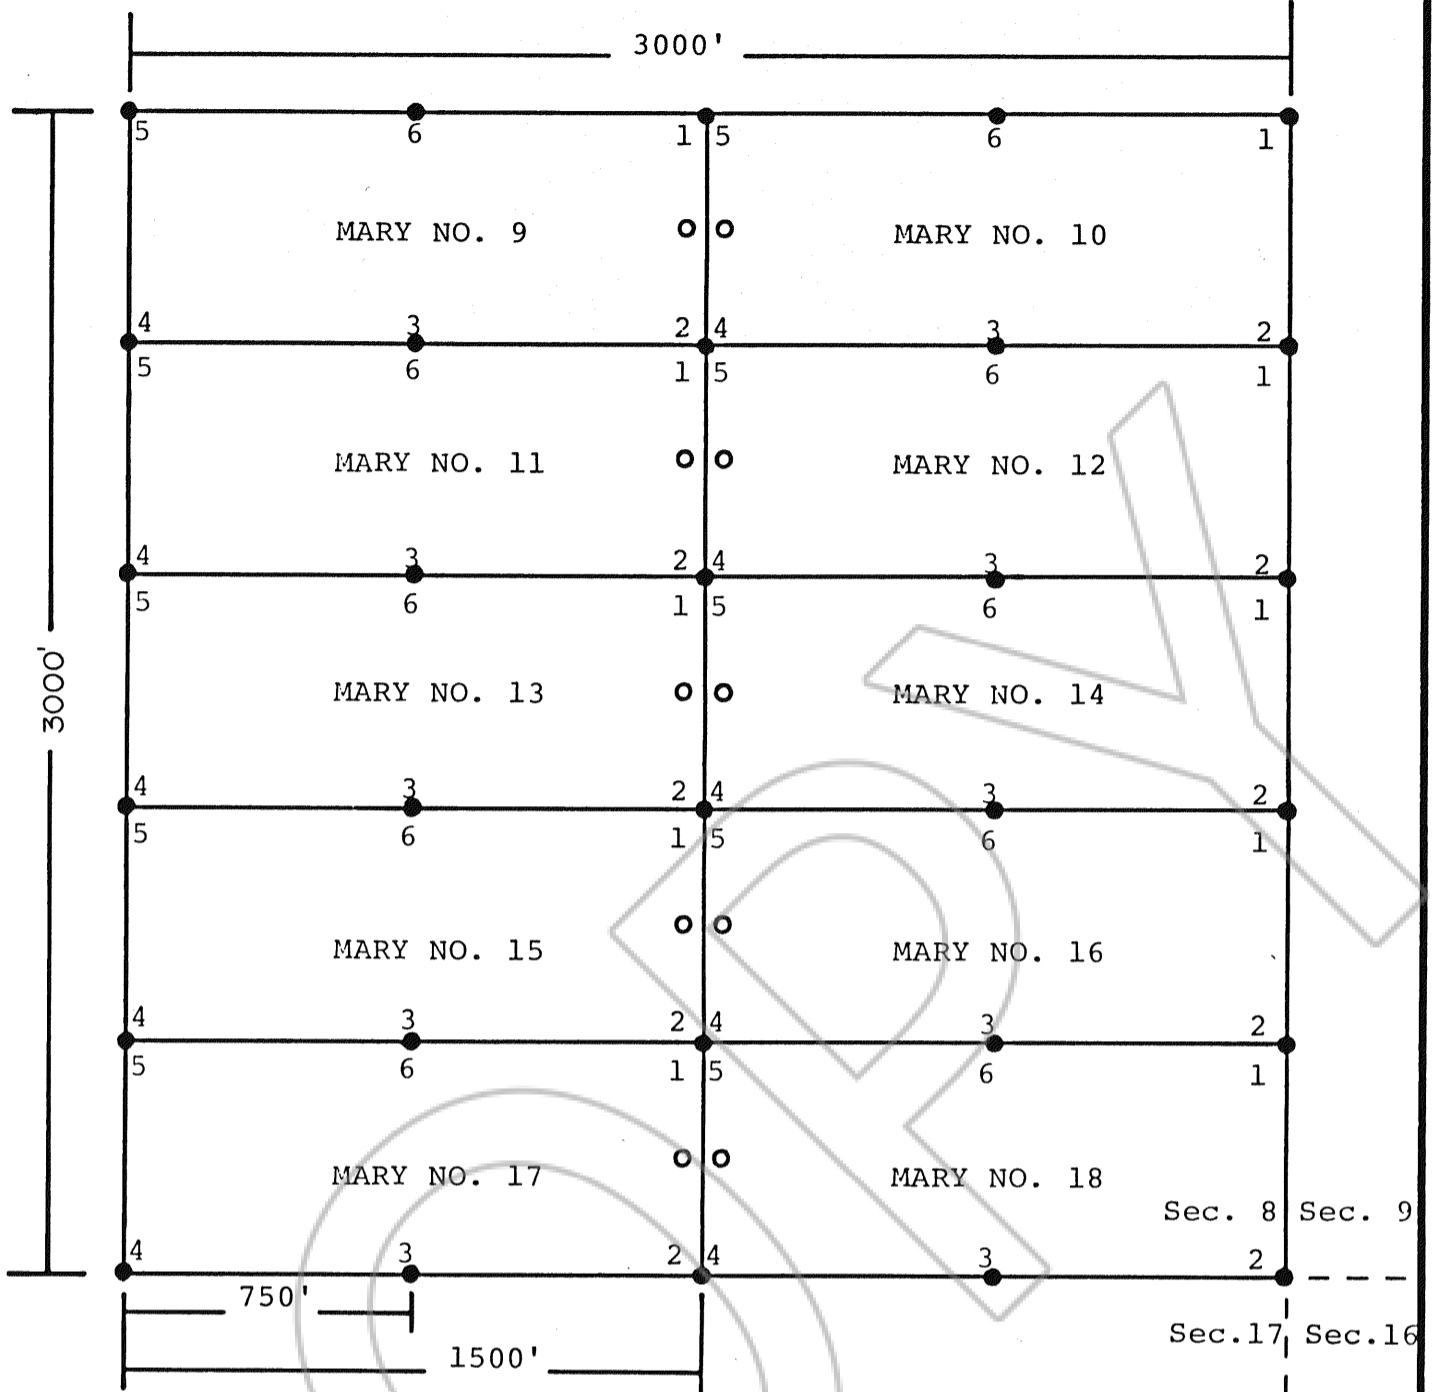 3000'
5 6 1 5 6 1
MARY NO. 9 MARY NO. 10
4 3 2 4 3 2
5 6 1 5 6 1
MARY NO. 11 MARY NO. 12
4 3 2 4 3 2
5 6 1 5 6 1
3000'
MARY NO. 13 MARY NO. 14
4 3 2 4 3 2
5 6 1 5 6 1
MARY NO. 15 MARY NO. 16
4 3 2 4 3 2
5 6 1 5 6 1
MARY NO. 17 MARY NO. 18
Sec. 8 Sec. 9
4 3 2 4 3 2
750'
Sec.17 Sec.16
1500'
OPY